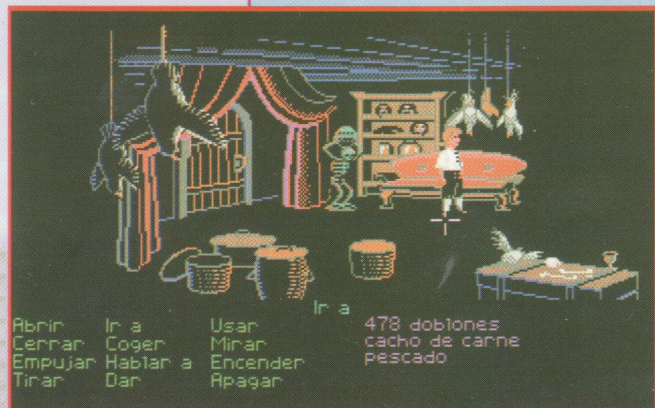 Ir a
Abrir Ir a Usar 478 doblones
Cerrar Coger Mirar cacho de carne
Empujar Hablar a Encender pescado
Tirar Dar Apagar